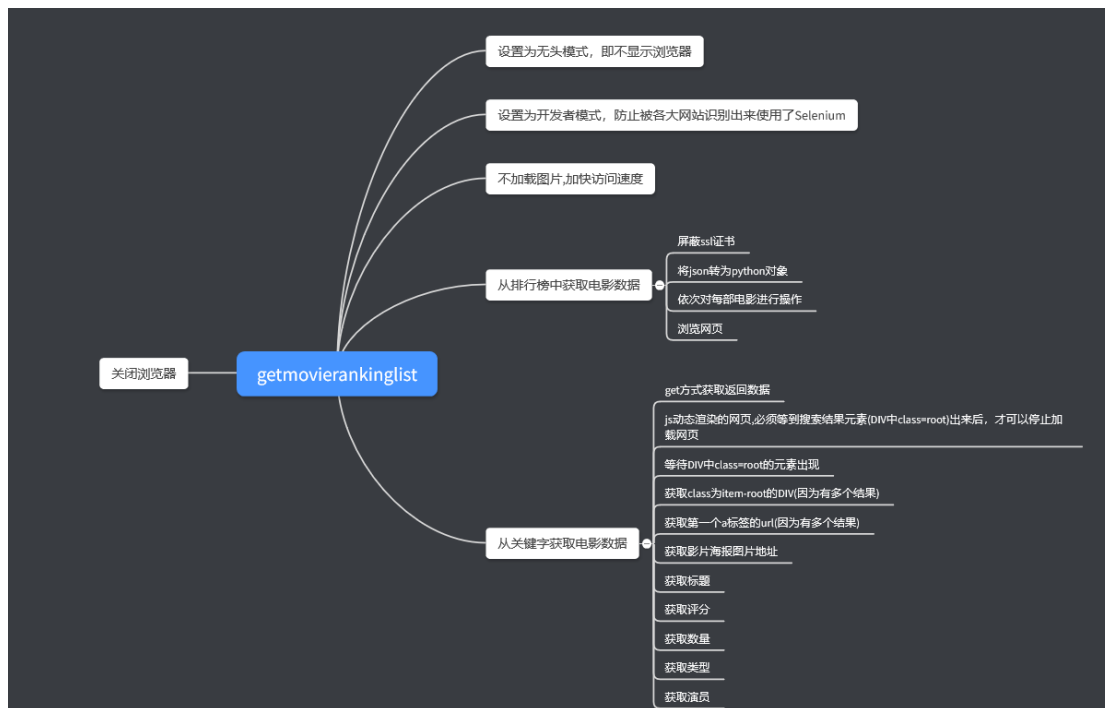 设置为无头模式，即不显示浏览器
设置为开发者模式，防止被各大网站识别出来使用了Selenium
不加载图片,加快访问速度
从排行榜中获取电影数据
屏蔽ssl证书
将json转为python对象
依次对每部电影进行操作
浏览网页
关闭浏览器
getmovierankinglist
从关键字获取电影数据
get方式获取返回数据
js动态渲染的网页,必须等到搜索结果元素(DIV中class=root)出来后，才可以停止加
载网页
等待DIV中class=root的元素出现
获取class为item-root的DIV(因为有多个结果)
获取第一个a标签的url(因为有多个结果)
获取影片海报图片地址
获取标题
获取评分
获取数量
获取类型
获取演员